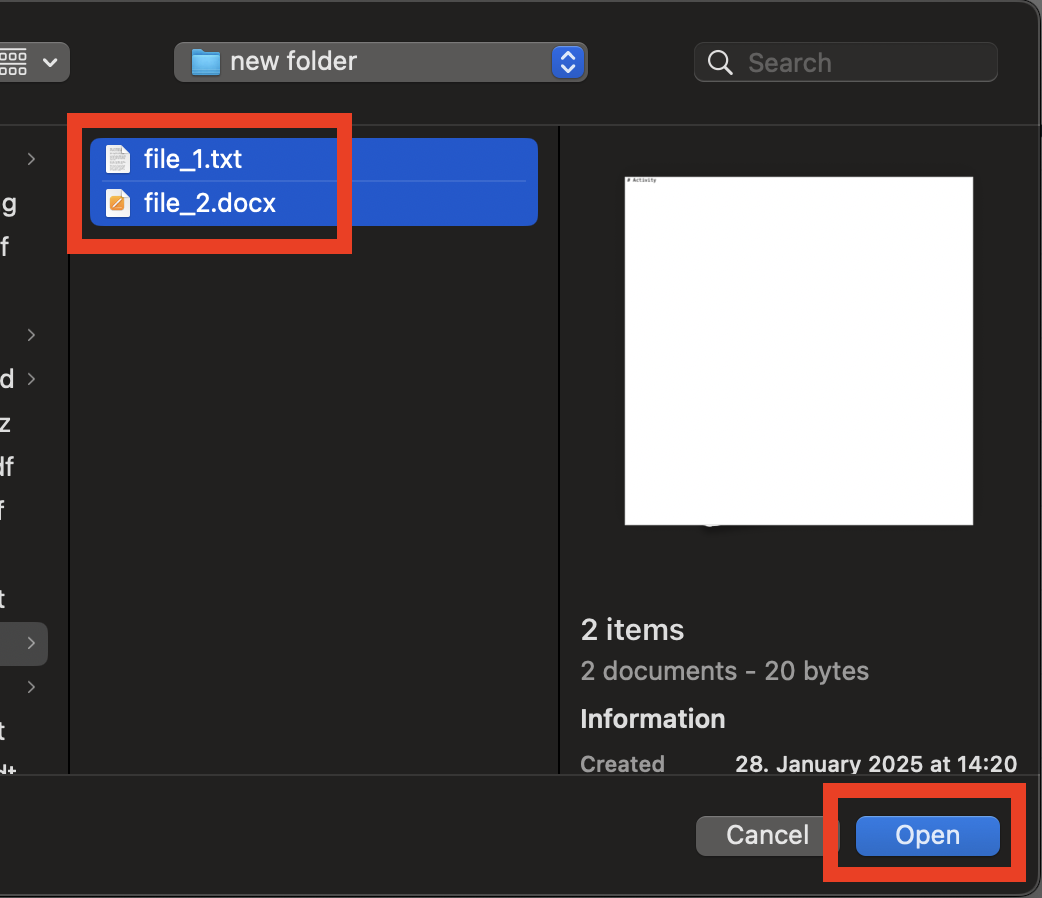 new folder
Search
file_1.txt
file_2.docx
g
f
d
z
df
f
t
t
# Activity
2 items
2 documents - 20 bytes
Information
Created 28. January 2025 at 14:20
Cancel
Open